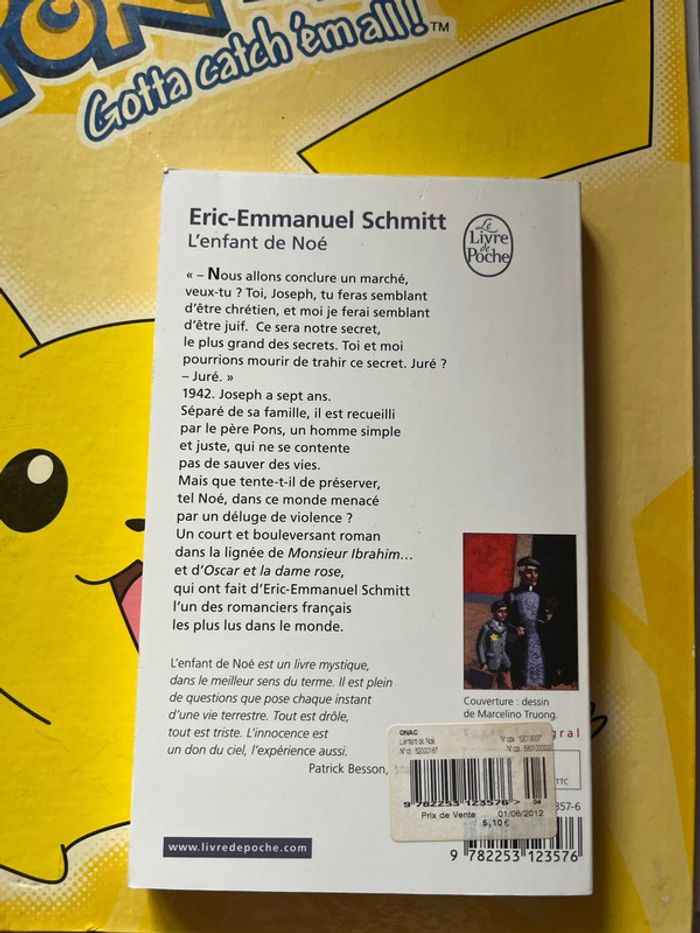 Gotta catch 'em all!™
Eric-Emmanuel Schmitt
L'enfant de Noé
Le
Livre
de
Poche
« – Nous allons conclure un marché,
veux-tu ? Toi, Joseph, tu feras semblant
d'être chrétien, et moi je ferai semblant
d'être juif. Ce sera notre secret,
le plus grand des secrets. Toi et moi
pourrions mourir de trahir ce secret. Juré ?
– Juré. »
1942. Joseph a sept ans.
Séparé de sa famille, il est recueilli
par le père Pons, un homme simple
et juste, qui ne se contente
pas de sauver des vies.
Mais que tente-t-il de préserver,
tel Noé, dans ce monde menacé
par un déluge de violence ?
Un court et bouleversant roman
dans la lignée de Monsieur Ibrahim…
et d'Oscar et la dame rose,
qui ont fait d'Eric-Emmanuel Schmitt
l'un des romanciers français
les plus lus dans le monde.
L'enfant de Noé est un livre mystique,
dans le meilleur sens du terme. Il est plein
de questions que pose chaque instant
d'une vie terrestre. Tout est drôle,
tout est triste. L'innocence est
un don du ciel, l'expérience aussi.
Patrick Besson,
Couverture : dessin
de Marcelino Truong.
gral
ONAC
L'enfant de Noé
9 782253 123576 > 04
Prix de Vente 01/06/2012
5,10 €
TTC
357-6
www.livredepoche.com
9 782253 123576